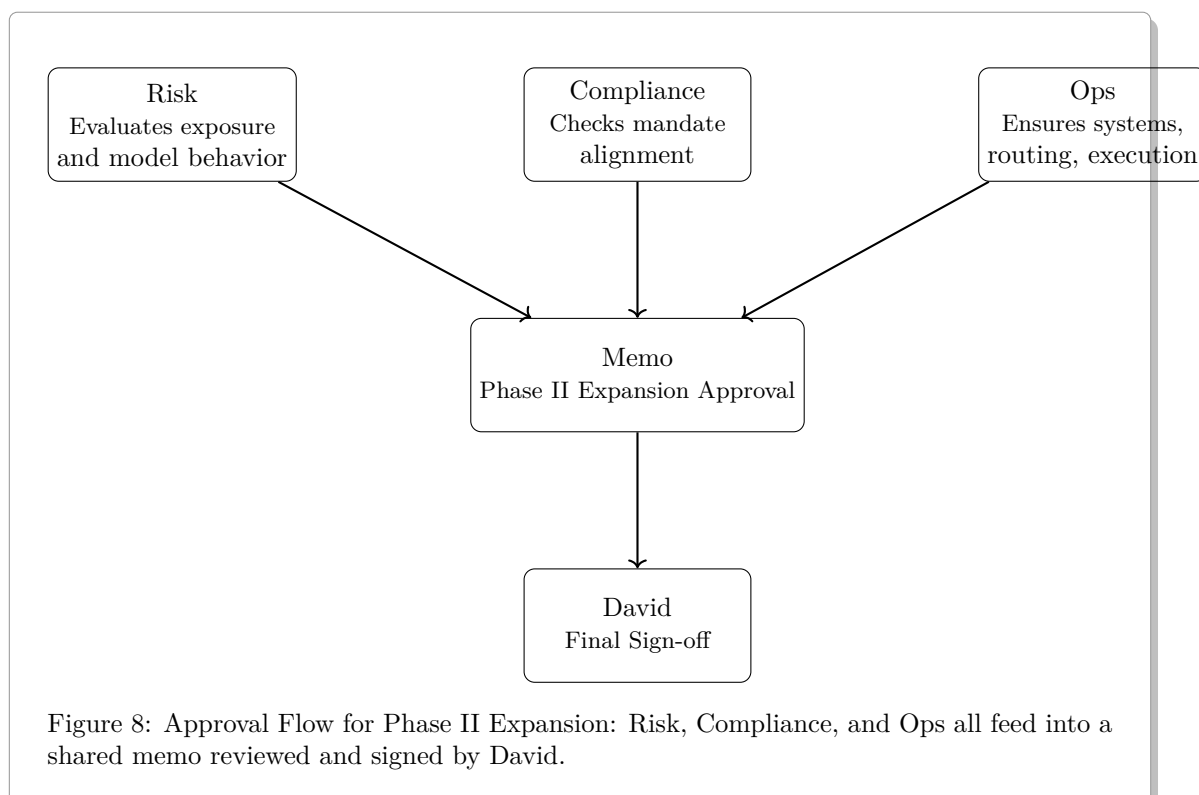 Risk
Evaluates exposure
and model behavior
Compliance
Checks mandate
alignment
Ops
Ensures systems,
routing, execution
Memo
Phase II Expansion Approval
David
Final Sign-off
Figure 8: Approval Flow for Phase II Expansion: Risk, Compliance, and Ops all feed into a
shared memo reviewed and signed by David.